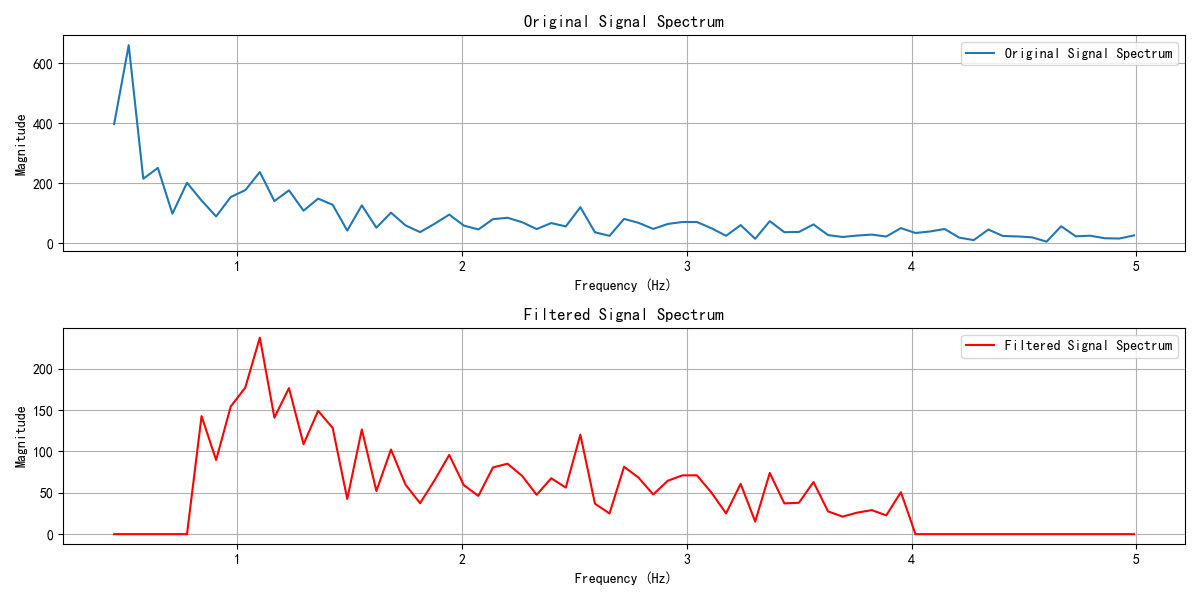 Original Signal Spectrum
Original Signal Spectrum
Magnitude
600
400
200
0
1 2 3 4 5
Frequency (Hz)
Filtered Signal Spectrum
Filtered Signal Spectrum
Magnitude
200
150
100
50
0
1 2 3 4 5
Frequency (Hz)